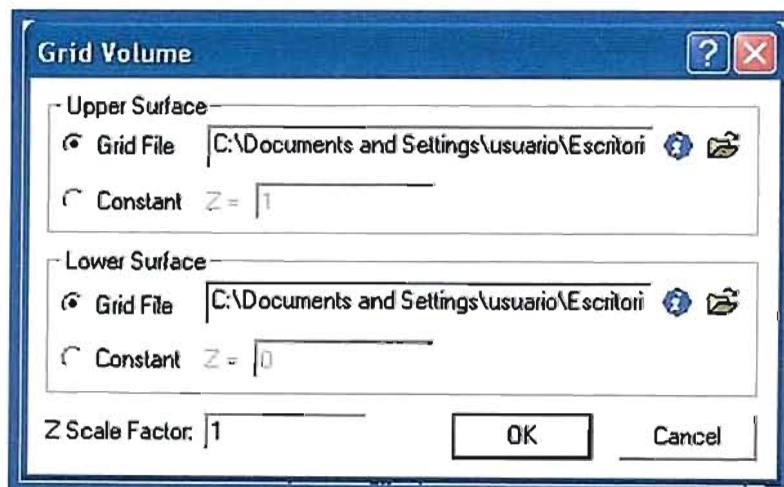 Grid Volume
Upper Surface
Grid File C:\Documents and Settings\usuario\Escritori
Constant Z = 1
Lower Surface
Grid File C:\Documents and Settings\usuario\Escritori
Constant Z = 0
Z Scale Factor: 1 OK Cancel